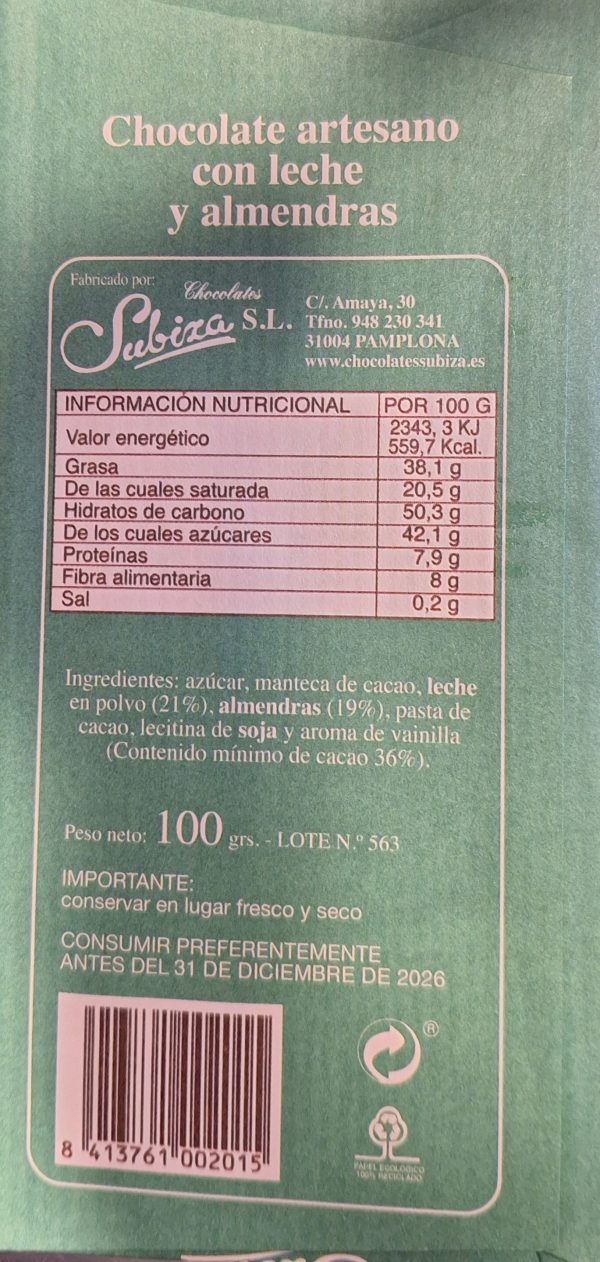 Chocolate artesano
con leche
y almendras
Fabricado por:
Chocolates
Subiza S.L.
C/. Amaya, 30
Tfno. 948 230 341
31004 PAMPLONA
www.chocolatessubiza.es
INFORMACIÓN NUTRICIONAL POR 100 G
Valor energético 2343, 3 KJ
559,7 Kcal.
Grasa 38,1 g
De las cuales saturada 20,5 g
Hidratos de carbono 50,3 g
De los cuales azúcares 42,1 g
Proteínas 7,9 g
Fibra alimentaria 8 g
Sal 0,2 g
Ingredientes: azúcar, manteca de cacao, leche
en polvo (21%), almendras (19%), pasta de
cacao, lecitina de soja y aroma de vainilla
(Contenido mínimo de cacao 36%).
Peso neto: 100 grs. - LOTE N.º 563
IMPORTANTE:
conservar en lugar fresco y seco
CONSUMIR PREFERENTEMENTE
ANTES DEL 31 DE DICIEMBRE DE 2026
®
8 413761 002015
PAPEL ECOLOGICO
100% RECICLADO